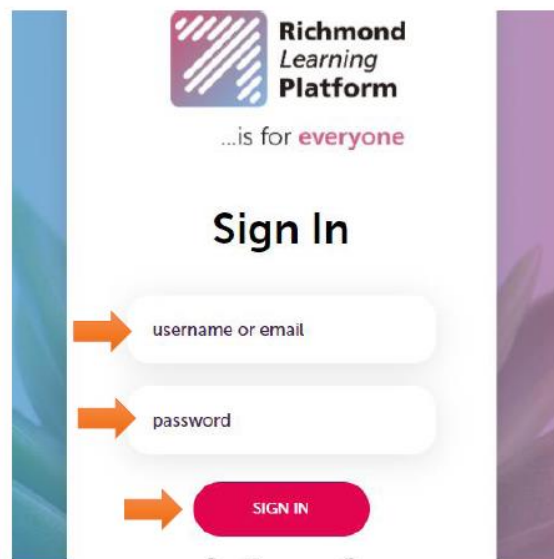 Richmond
Learning
Platform
...is for everyone
Sign In
username or email
password
SIGN IN